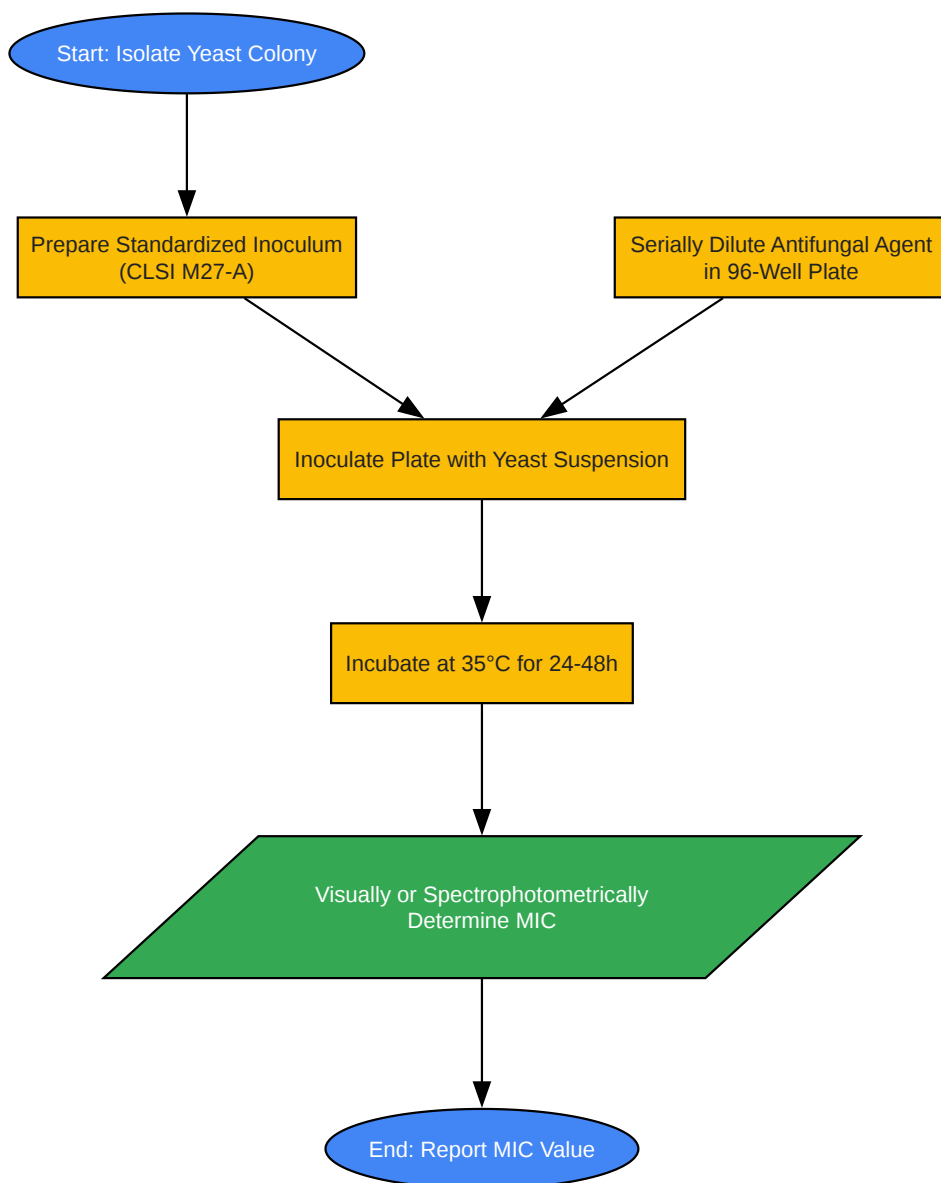 Start: Isolate Yeast Colony
Prepare Standardized Inoculum
(CLSI M27-A)
Serially Dilute Antifungal Agent
in 96-Well Plate
Inoculate Plate with Yeast Suspension
Incubate at 35°C for 24-48h
Visually or Spectrophotometrically
Determine MIC
End: Report MIC Value